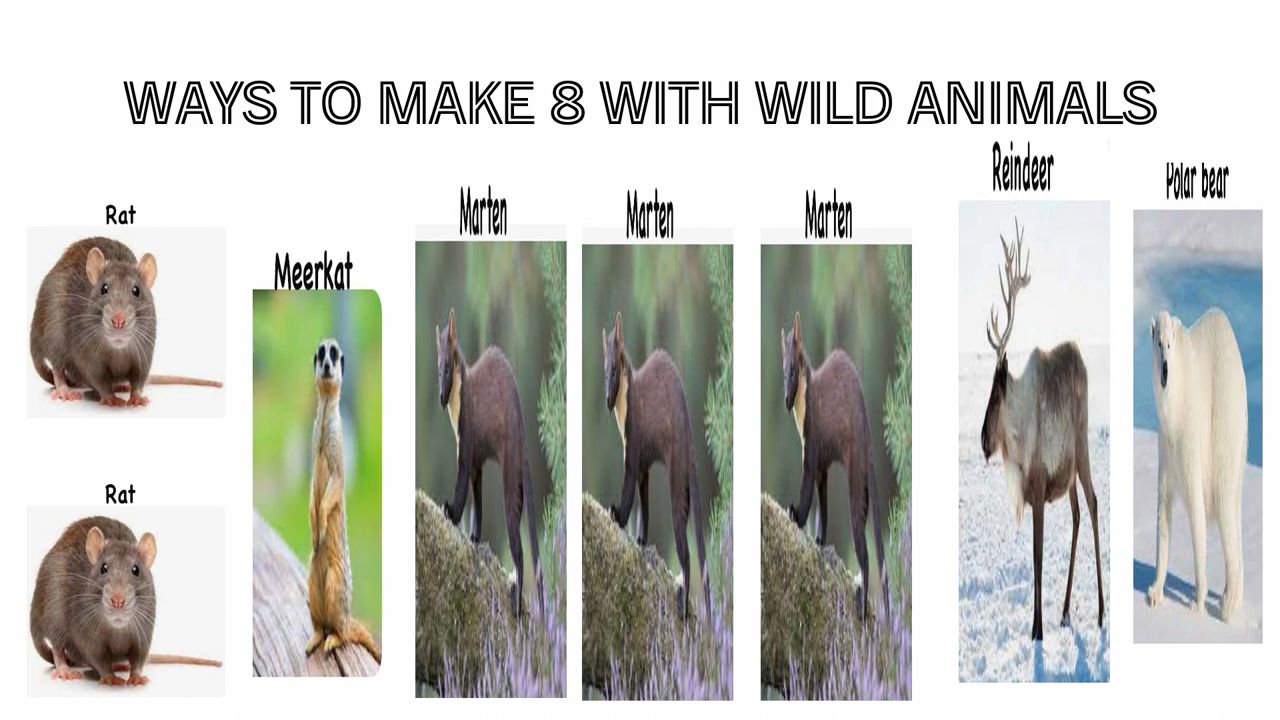 WAYS TO MAKE 8 WITH WILD ANIMALS
Rat
Meerkat
Marten
Marten
Marten
Reindeer
Polar bear
Rat